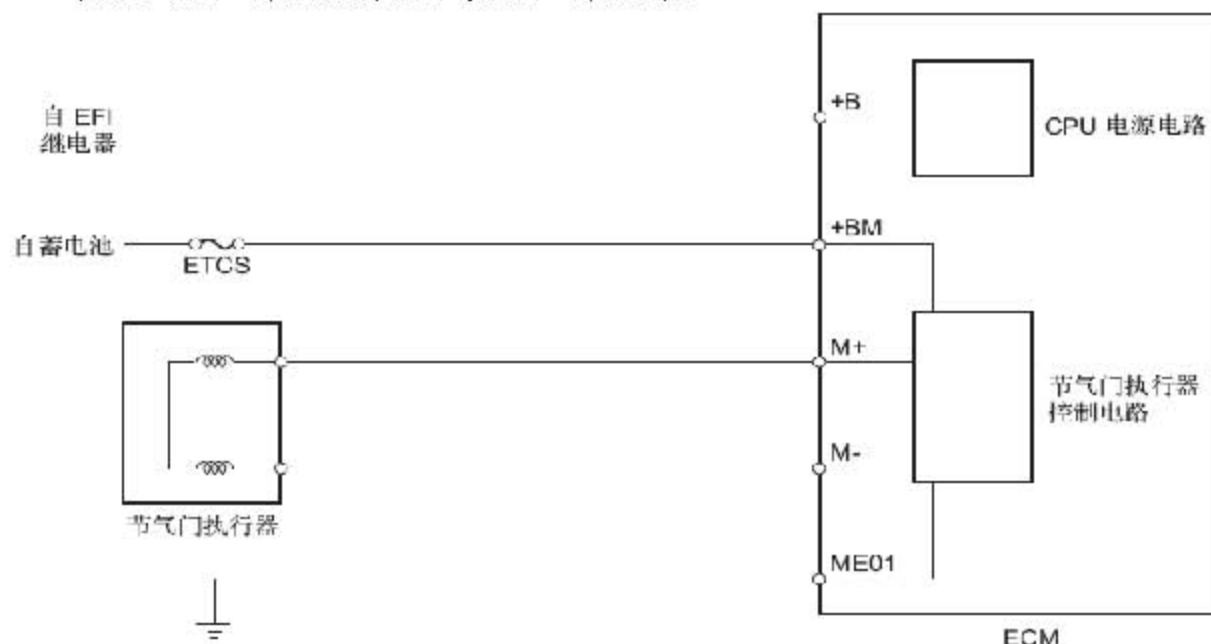 +B
自 EFI
继电器
CPU 电源电路
+BM
自蓄电池
ETCS
M+
节气门执行器
控制电路
M-
节气门执行器
ME01
ECM